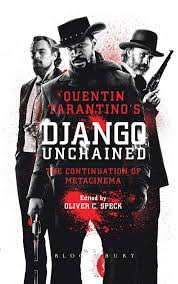 QUENTIN
TARANTINO'S
DJANGO
UNCHAINED
THE CONTINUATION OF
METACINEMA
Edited by
OLIVER C. SPECK
BLOOMSBURY